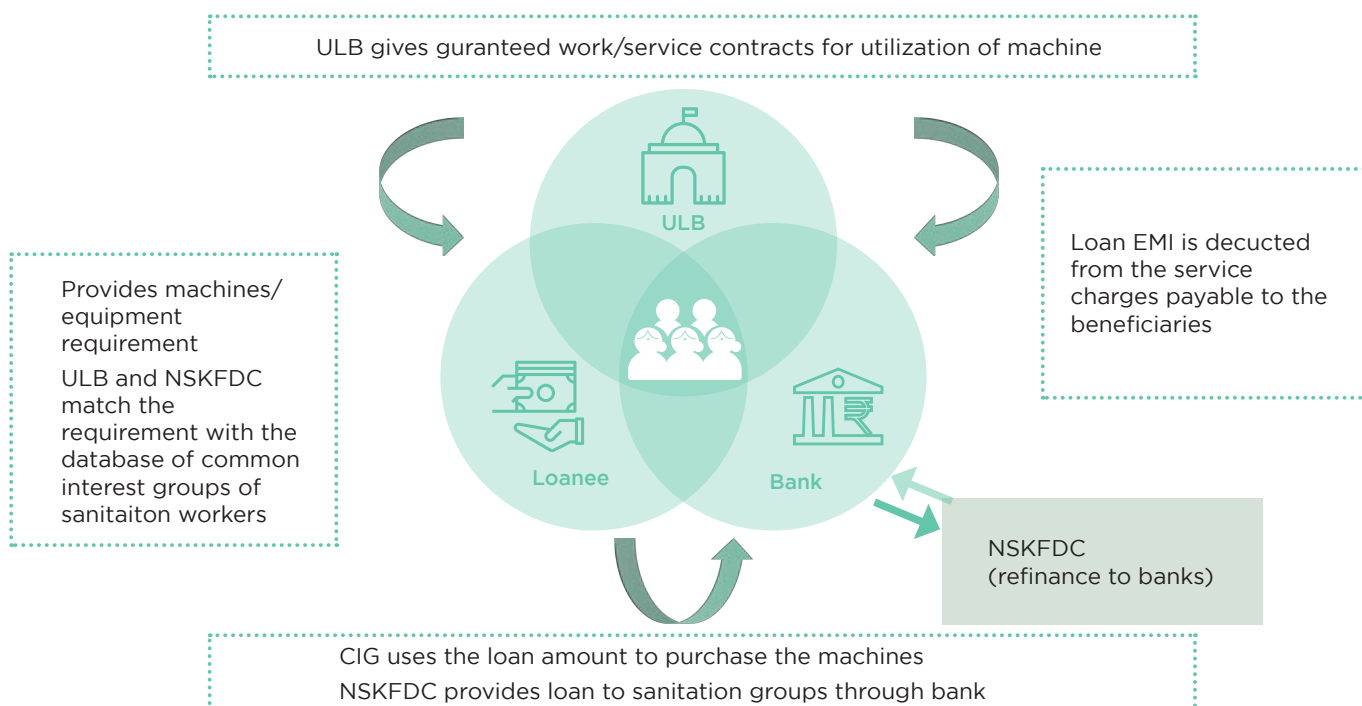 ULB gives guranteed work/service contracts for utilization of machine
ULB
Loan EMI is decucted
from the service
charges payable to the
beneficiaries
Provides machines/
equipment
requirement
ULB and NSKFDC
match the
requirement with the
database of common
interest groups of
sanitaiton workers
Loanee
Bank
NSKFDC
(refinance to banks)
CIG uses the loan amount to purchase the machines
NSKFDC provides loan to sanitation groups through bank